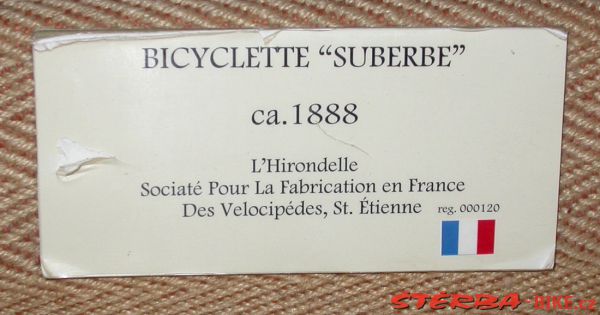 BICYCLETTE “SUBERBE”
ca.1888
L'Hirondelle
Sociaté Pour La Fabrication en France
Des Velocipédes, St. Étienne reg. 000120
STERBA-BIKE.cz